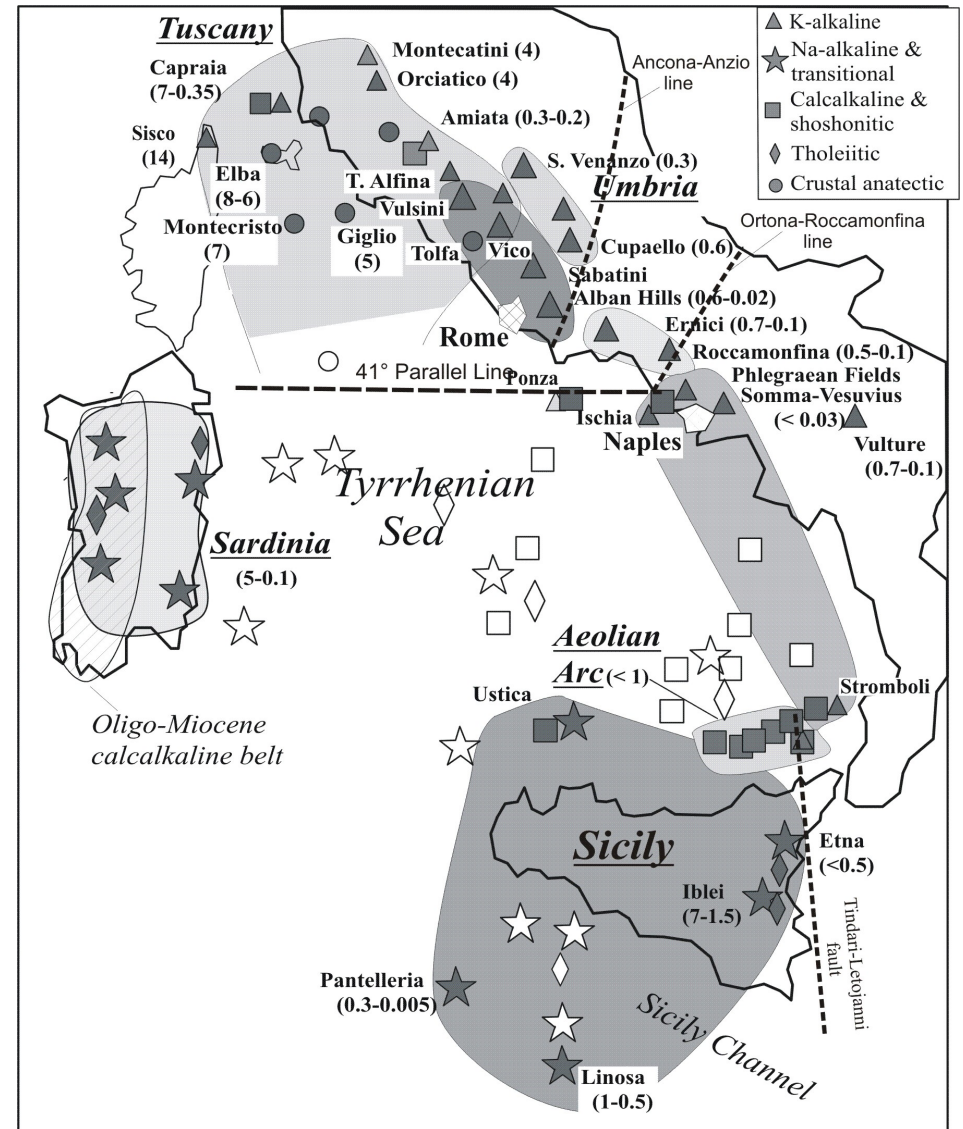 Tuscany
Montecatini (4)
Orciatico (4)
Capraia
(7-0.35)
Amiata (0.3-0.2)
Sisco
(14)
Elba
(8-6)
T. Alfina
S. Venanzo (0.3)
Umbria
Montecristo
(7)
Giglio
(5)
Vulsini
Tolfa
Vico
Cupaello (0.6)
Sabatini
Alban Hills (0.6-0.02)
Rome
Ernici (0.7-0.1)
Roccamonfina (0.5-0.1)
Ancona-Anzio
line
Ortona-Roccamonfina
line
K-alkaline
Na-alkaline &
transitional
Calcalkaline &
shoshonitic
Tholeiitic
Crustal anatectic
41° Parallel Line
Ponza
Phlegraean Fields
Somma-Vesuvius
(< 0.03)
Ischia
Naples
Vulture
(0.7-0.1)
Tyrrhenian
Sea
Sardinia
(5-0.1)
Aeolian
Arc (< 1)
Stromboli
Ustica
Oligo-Miocene
calcalkaline belt
Sicily
Etna
(<0.5)
Iblei
(7-1.5)
Tindari-Letojanni
fault
Pantelleria
(0.3-0.005)
Sicily Channel
Linosa
(1-0.5)